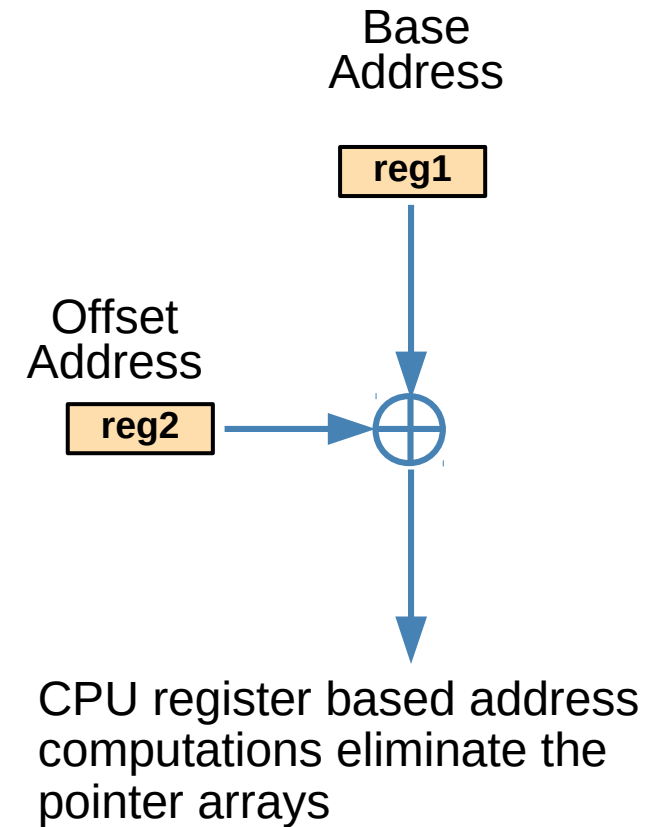 Base
Address
reg1
Offset
Address
reg2
CPU register based address
computations eliminate the
pointer arrays